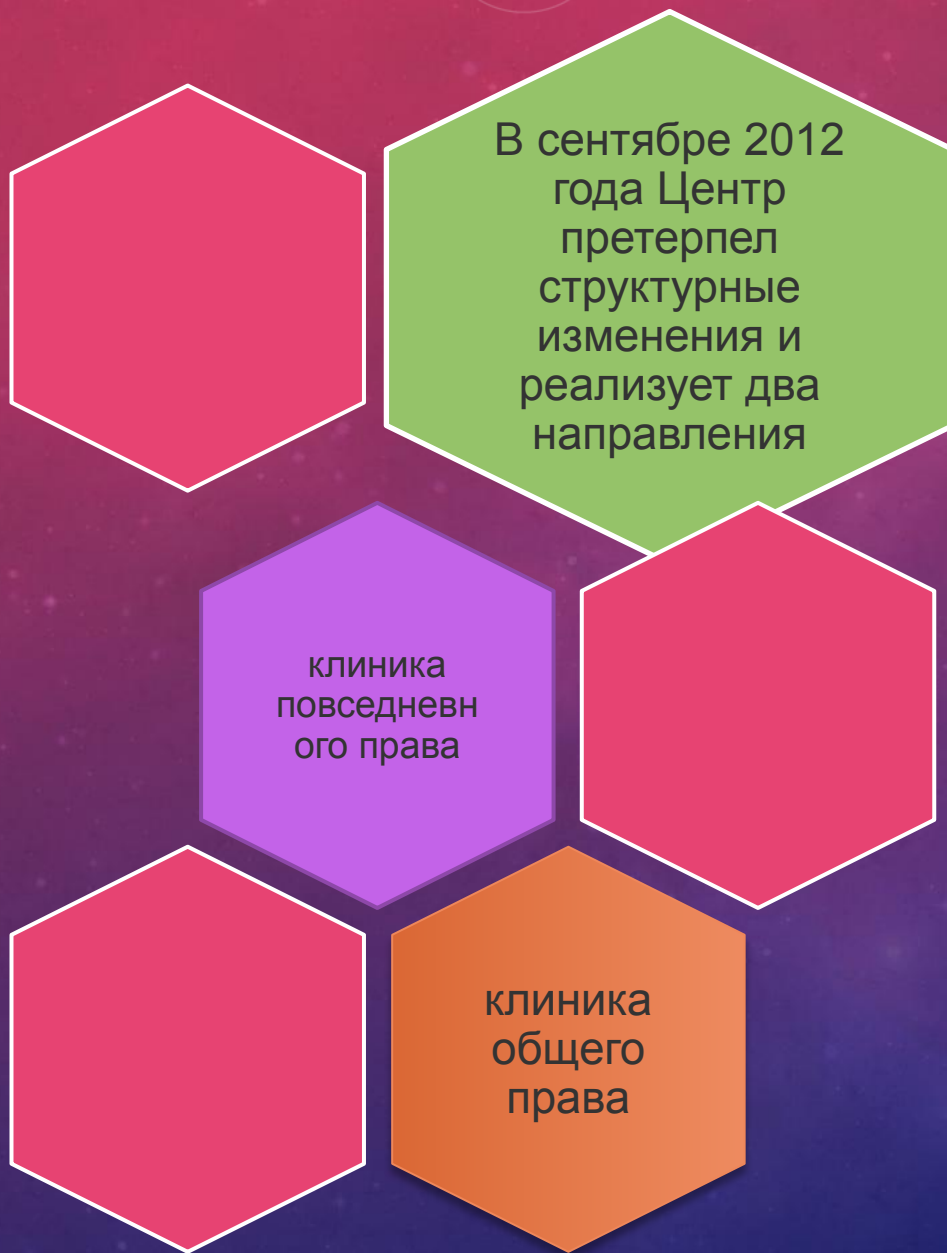 В сентябре 2012
года Центр
претерпел
структурные
изменения и
реализует два
направления
клиника
повседневн
ого права
клиника
общего
права